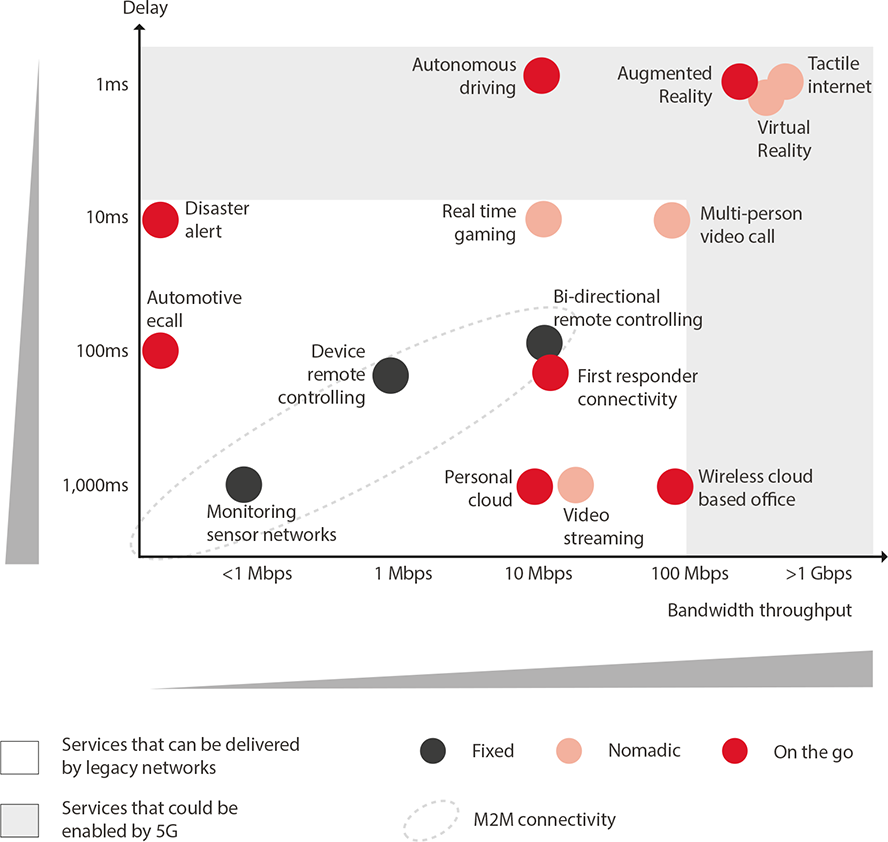 Delay
1ms
10ms
100ms
1,000ms
Autonomous
driving
Augmented
Reality
Tactile
internet
Virtual
Reality
Disaster
alert
Real time
gaming
Multi-person
video call
Automotive
ecall
Bi-directional
remote controlling
Device
remote
controlling
First responder
connectivity
Monitoring
sensor networks
Personal
cloud
Video
streaming
Wireless cloud
based office
<1 Mbps
1 Mbps
10 Mbps
100 Mbps
>1 Gbps
Bandwidth throughput
Services that can be delivered
by legacy networks
Services that could be
enabled by 5G
Fixed
Nomadic
On the go
M2M connectivity